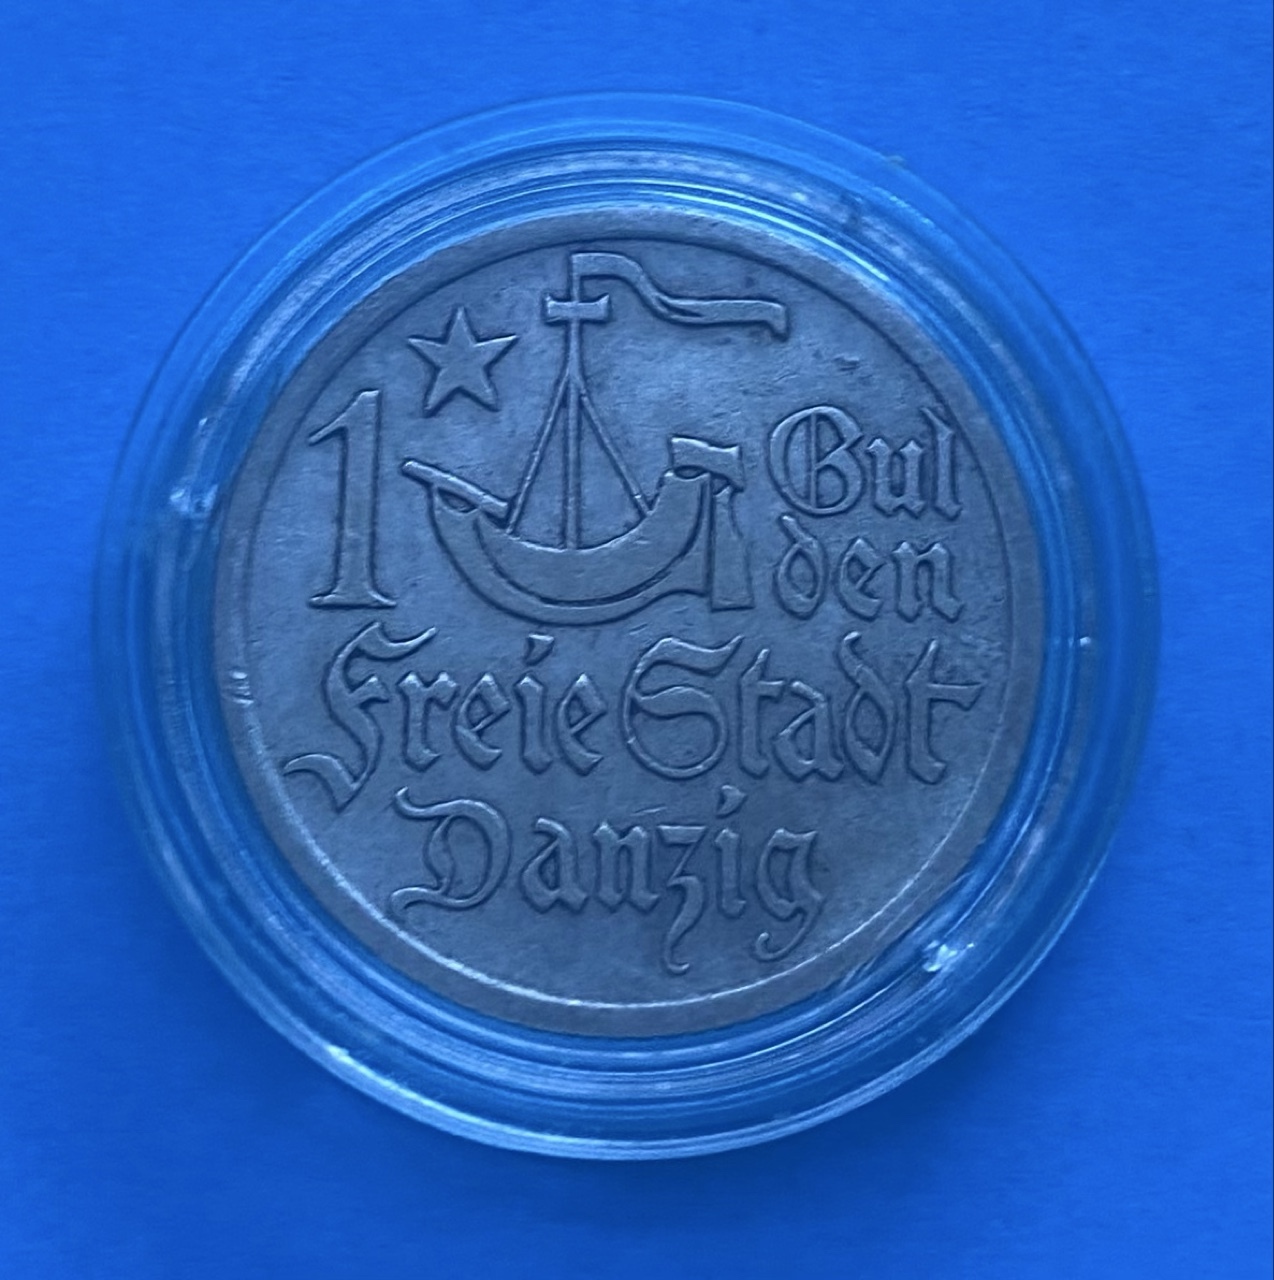 1 Gul
den
Freie Stadt
Danzig